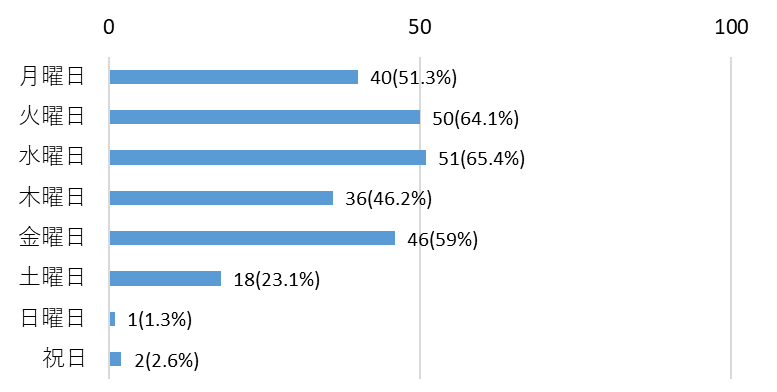 0 50 100
月曜日 40(51.3%)
火曜日 50(64.1%)
水曜日 51(65.4%)
木曜日 36(46.2%)
金曜日 46(59%)
土曜日 18(23.1%)
日曜日 1(1.3%)
祝日 2(2.6%)